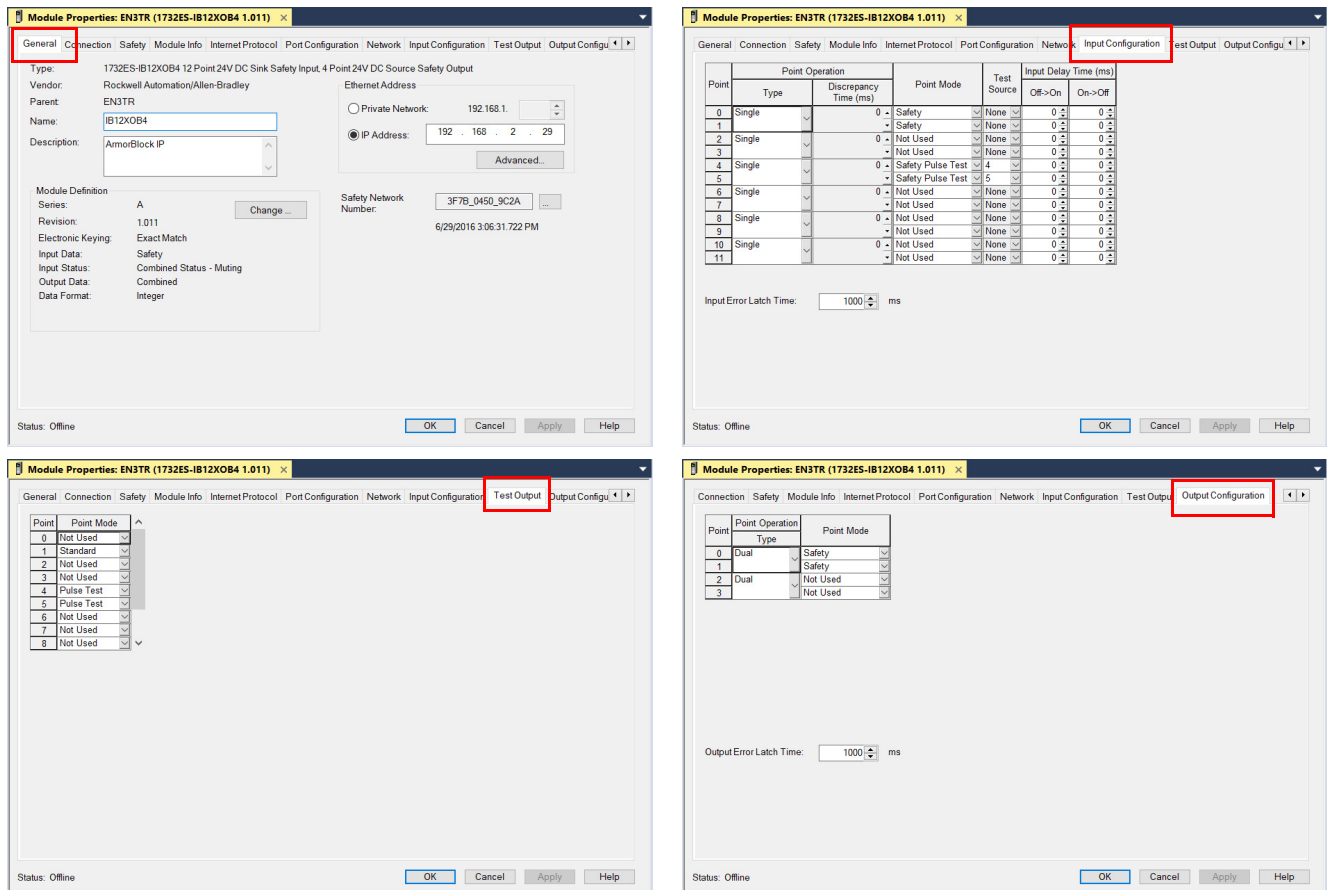 Module Properties: EN3TR (1732ES-IB12XOB4 1.011) ×
General Connection Safety Module Info Internet Protocol Port Configuration Network Input Configuration Test Output Output Configu
Type: 1732ES-IB12XOB4 12 Point 24V DC Sink Safety Input, 4 Point 24V DC Source Safety Output
Vendor: Rockwell Automation/Allen-Bradley
Parent: EN3TR
Name: IB12XOB4
Description: ArmorBlock IP
Ethernet Address
Private Network: 192.168.1.
IP Address: 192 . 168 . 2 . 29
Advanced...
Module Definition
Series: A
Change ...
Revision: 1.011
Electronic Keying: Exact Match
Input Data: Safety
Input Status: Combined Status - Muting
Output Data: Combined
Data Format: Integer
Safety Network Number: 3F7B_0450_9C2A ...
6/29/2016 3:06:31.722 PM
Status: Offline
OK Cancel Apply Help
Module Properties: EN3TR (1732ES-IB12XOB4 1.011) ×
General Connection Safety Module Info Internet Protocol Port Configuration Network Input Configuration Test Output Output Configu
Point Point Operation Point Mode Test Source Input Delay Time (ms)
Type Discrepancy Time (ms) Off->On On->Off
0 Single 0 Safety None 0 0
1 Safety None 0 0
2 Single 0 Not Used None 0 0
3 Not Used None 0 0
4 Single 0 Safety Pulse Test 4 0 0
5 Safety Pulse Test 5 0 0
6 Single 0 Not Used None 0 0
7 Not Used None 0 0
8 Single 0 Not Used None 0 0
9 Not Used None 0 0
10 Single 0 Not Used None 0 0
11 Not Used None 0 0
Input Error Latch Time: 1000 ms
Status: Offline
OK Cancel Apply Help
Module Properties: EN3TR (1732ES-IB12XOB4 1.011) ×
General Connection Safety Module Info Internet Protocol Port Configuration Network Input Configuration Test Output Output Configu
Point Point Mode
0 Not Used
1 Standard
2 Not Used
3 Not Used
4 Pulse Test
5 Pulse Test
6 Not Used
7 Not Used
8 Not Used
Status: Offline
OK Cancel Apply Help
Module Properties: EN3TR (1732ES-IB12XOB4 1.011) ×
Connection Safety Module Info Internet Protocol Port Configuration Network Input Configuration Test Output Output Configuration
Point Point Operation Point Mode
Type
0 Dual Safety
1 Safety
2 Dual Not Used
3 Not Used
Output Error Latch Time: 1000 ms
Status: Offline
OK Cancel Apply Help